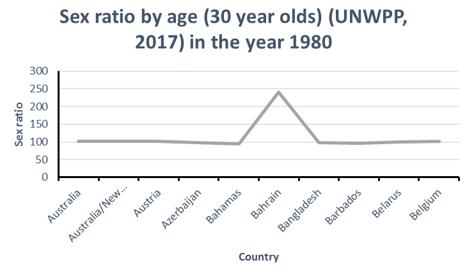 Sex ratio by age (30 year olds) (UNWPP,
2017) in the year 1980
300
250
200
150
100
50
0
Sex ratio
Australia
Australia/New...
Austria
Azerbaijan
Bahamas
Bahrain
Bangladesh
Barbados
Belarus
Belgium
Country